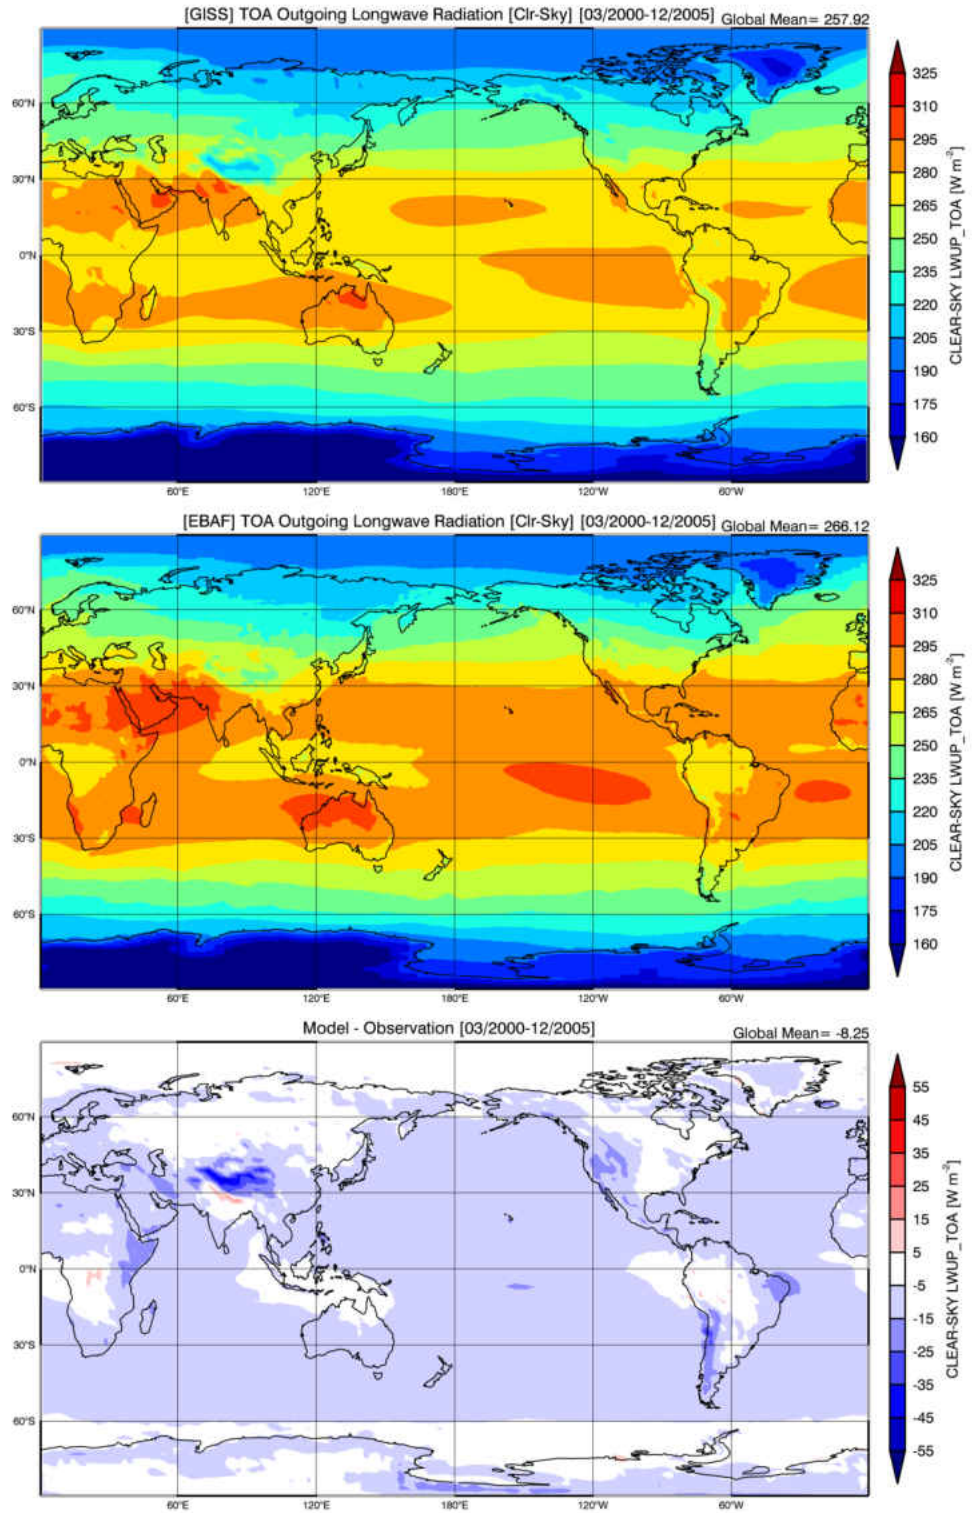 [GISS] TOA Outgoing Longwave Radiation [Clr-Sky] [03/2000-12/2005] Global Mean= 257.92
60°N
30°N
0°N
30°S
60°S
60°E 120°E 180°E 120°W 60°W
325
310
295
280
265
250
235
220
205
190
175
160
CLEAR-SKY LWUP_TOA [W m-2]
[EBAF] TOA Outgoing Longwave Radiation [Clr-Sky] [03/2000-12/2005] Global Mean= 266.12
60°N
30°N
0°N
30°S
60°S
60°E 120°E 180°E 120°W 60°W
325
310
295
280
265
250
235
220
205
190
175
160
CLEAR-SKY LWUP_TOA [W m-2]
Model - Observation [03/2000-12/2005] Global Mean= -8.25
60°N
30°N
0°N
30°S
60°S
60°E 120°E 180°E 120°W 60°W
55
45
35
25
15
5
-5
-15
-25
-35
-45
-55
CLEAR-SKY LWUP_TOA [W m-2]